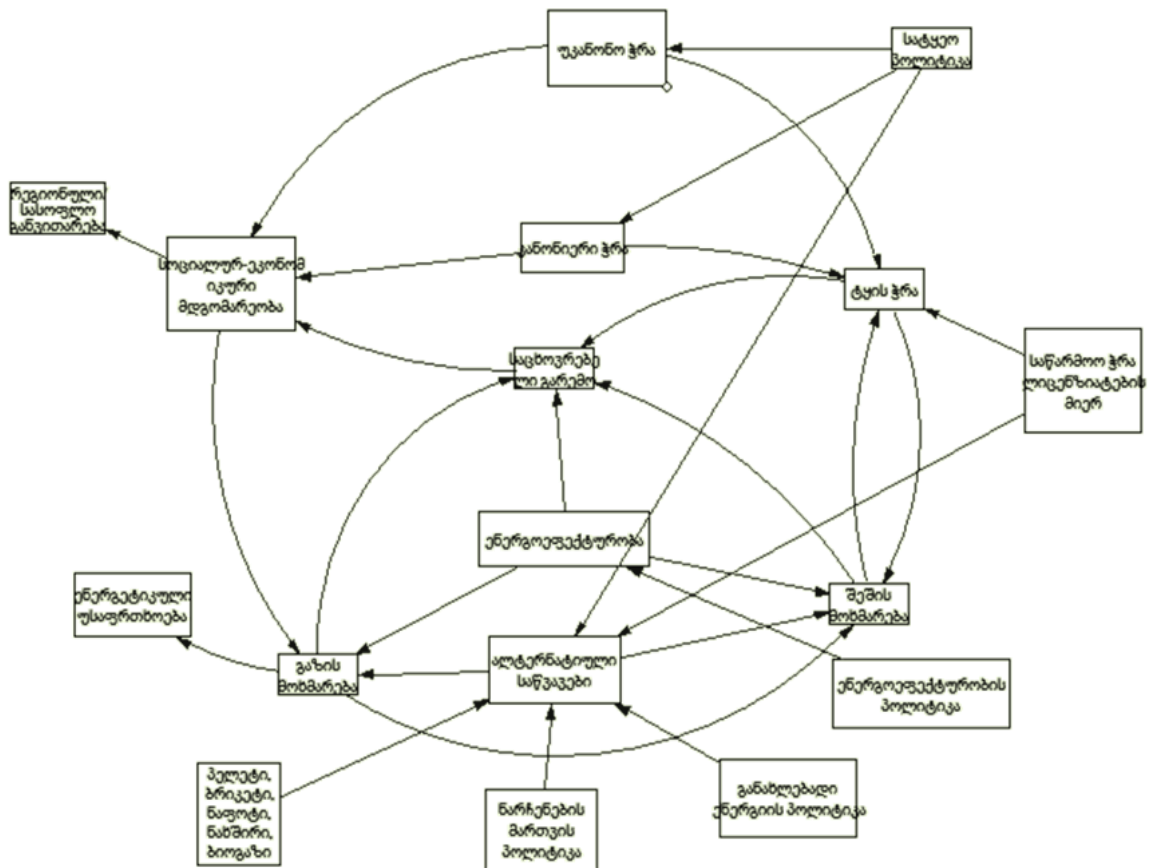 უკანონო ჭრა
სატყეო
პოლიტიკა
რეგიონული/
სასოფლო
განვითარება
კანონიერი ჭრა
სოციალურ-ეკონომ
იკური
მდგომარეობა
ტყის ჭრა
საცხოვრებე
ლი გარემო
საწარმოო ჭრა
ლიცენზიატების
მიერ
ენერგოეფექტურობა
ენერგეტიკული
უსაფრთხოება
შეშის
მოხმარება
გაზის
მოხმარება
ალტერნატიული
საწვავები
ენერგოეფექტურობის
პოლიტიკა
პელეტი,
ბრიკეტი,
ნაფოტი,
ნახშირი,
ბიოგაზი
ნარჩენების
მართვის
პოლიტიკა
განახლებადი
ენერგიის პოლიტიკა